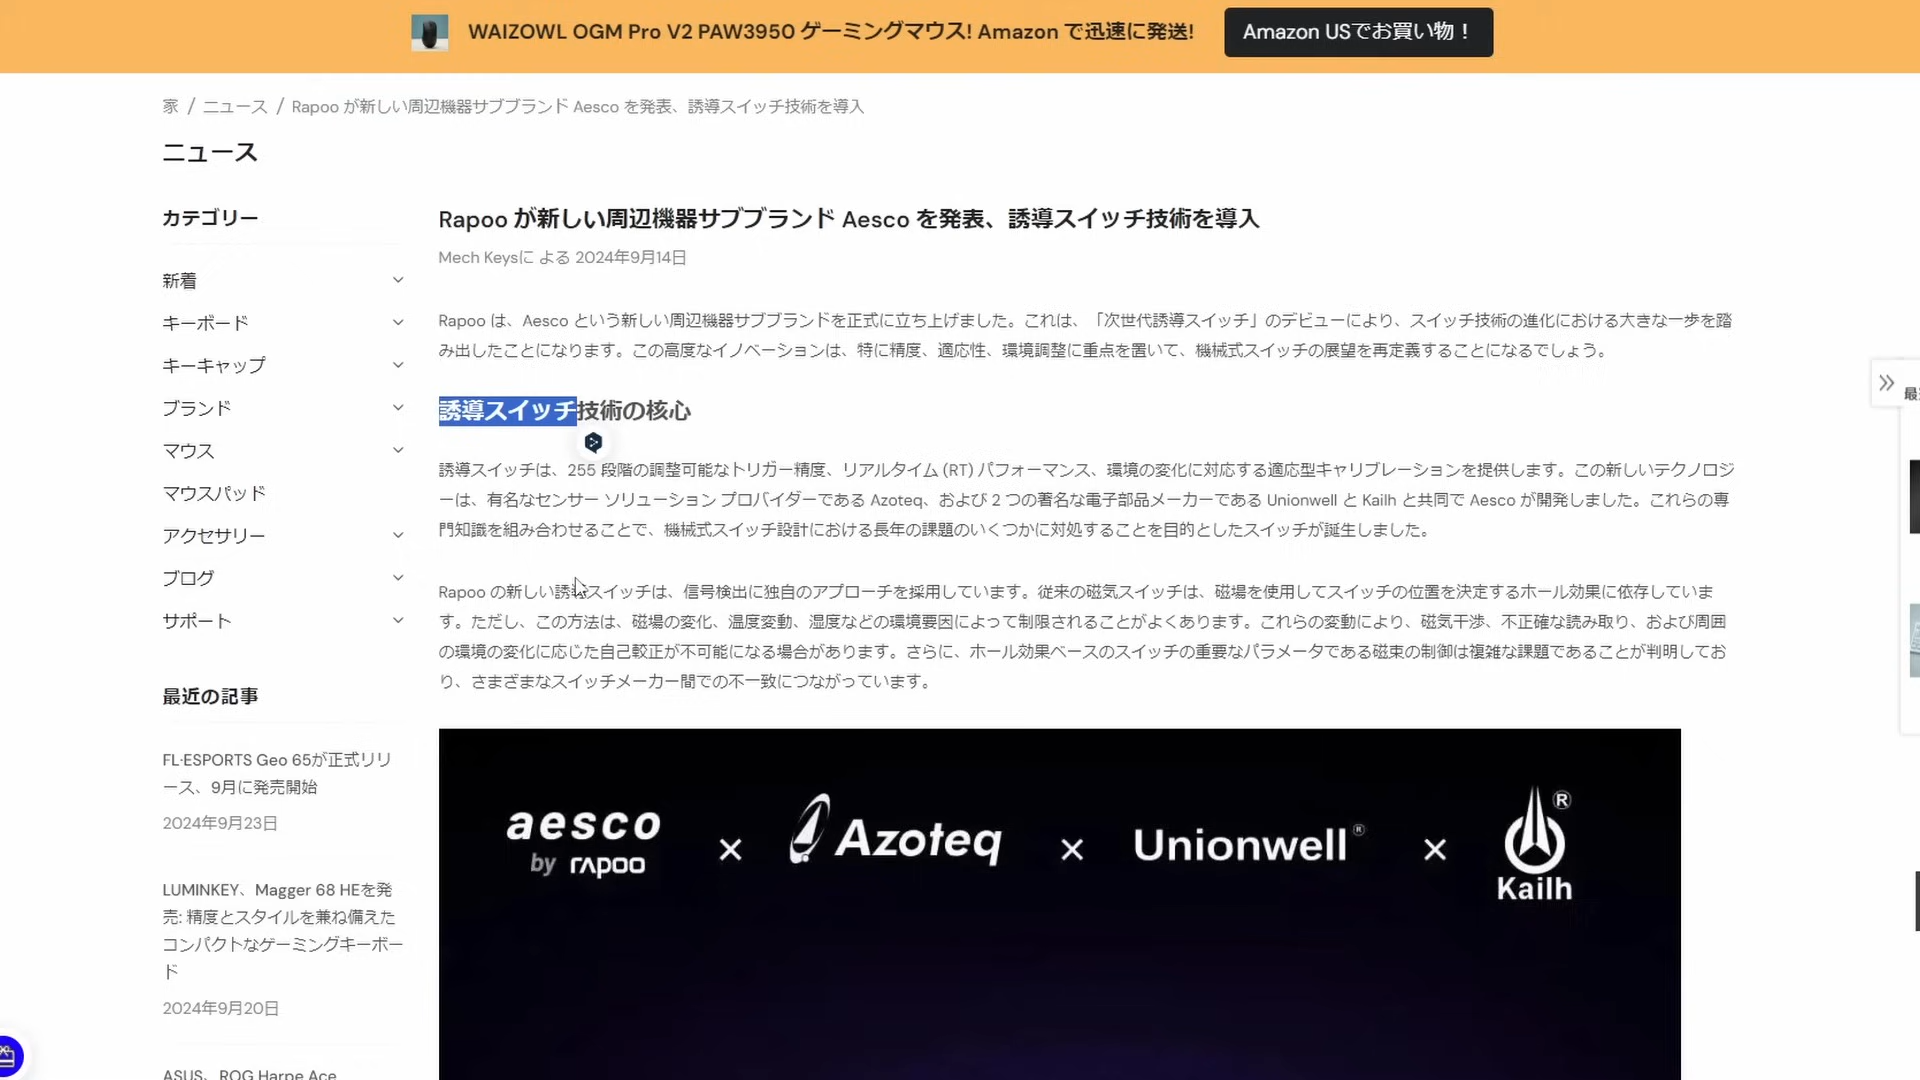 WAIZOWL OGM Pro V2 PAW3950 ゲーミングマウス! Amazon で迅速に発送!
Amazon USでお買い物！
家 / ニュース / Rapoo が新しい周辺機器サブブランド Aesco を発表、誘導スイッチ技術を導入
ニュース
カテゴリー
新着
キーボード
キーキャップ
ブランド
マウス
マウスパッド
アクセサリー
ブログ
サポート
最近の記事
FL·ESPORTS Geo 65が正式リリ
ース、9月に発売開始
2024年9月23日
LUMINKEY、Magger 68 HEを発
売: 精度とスタイルを兼ね備えた
コンパクトなゲーミングキーボー
ド
2024年9月20日
ASUS、ROG Harpe Ace
Rapoo が新しい周辺機器サブブランド Aesco を発表、誘導スイッチ技術を導入
Mech Keysに よる 2024年9月14日
Rapoo は、Aesco という新しい周辺機器サブブランドを正式に立ち上げました。これは、「次世代誘導スイッチ」のデビューにより、スイッチ技術の進化における大きな一歩を踏
み出したことになります。この高度なイノベーションは、特に精度、適応性、環境調整に重点を置いて、機械式スイッチの展望を再定義することになるでしょう。
誘導スイッチ技術の核心
誘導スイッチは、255 段階の調整可能なトリガー精度、リアルタイム (RT) パフォーマンス、環境の変化に対応する適応型キャリブレーションを提供します。この新しいテクノロジ
ーは、有名なセンサー ソリューション プロバイダーである Azoteq、および 2 つの著名な電子部品メーカーである Unionwell と Kailh と共同で Aesco が開発しました。これらの専
門知識を組み合わせることで、機械式スイッチ設計における長年の課題のいくつかに対処することを目的としたスイッチが誕生しました。
Rapoo の新しい誘導スイッチは、信号検出に独自のアプローチを採用しています。従来の磁気スイッチは、磁場を使用してスイッチの位置を決定するホール効果に依存していま
す。ただし、この方法は、磁場の変化、温度変動、湿度などの環境要因によって制限されることがよくあります。これらの変動により、磁気干渉、不正確な読み取り、および周囲
の環境の変化に応じた自己較正が不可能になる場合があります。さらに、ホール効果ベースのスイッチの重要なパラメータである磁束の制御は複雑な課題であることが判明してお
り、さまざまなスイッチメーカー間での不一致につながっています。
aesco
by rapoo
×
Azoteq
×
Unionwell®
×
®
Kailh